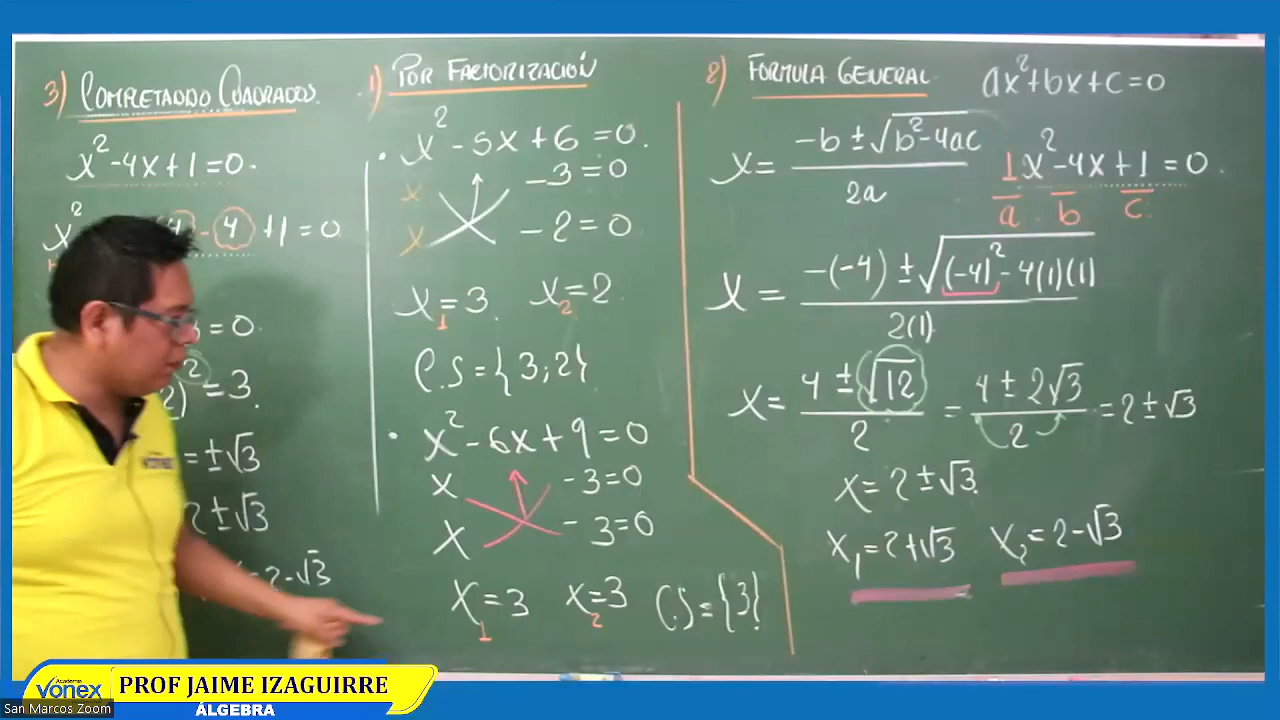 3) COMPLETANDO CUADRADOS.
x²-4x+1=0.
x² 4 - 4 +1=0
=0.
2)² =3.
=±√3
2±√3
=2-√3
1) POR FACTORIZACIÓN
• x²-5x+6=0.
x -3=0
x -2=0
x₁=3 x₂=2
C.S={3;2}
• x²-6x+9=0
x -3=0
x -3=0
x₁=3 x₂=3 C.S={3}
2) FORMULA GENERAL ax²+bx+c=0
x= -b±√b²-4ac / 2a
1x²-4x+1=0.
a b c
x= -(-4)±√(-4)²-4(1)(1) / 2(1)
x= 4±√12 / 2 = 4±2√3 / 2 =2±√3
x=2±√3
x₁=2+√3 x₂=2-√3
Academia
VONEX
PROF JAIME IZAGUIRRE
ÁLGEBRA
San Marcos Zoom